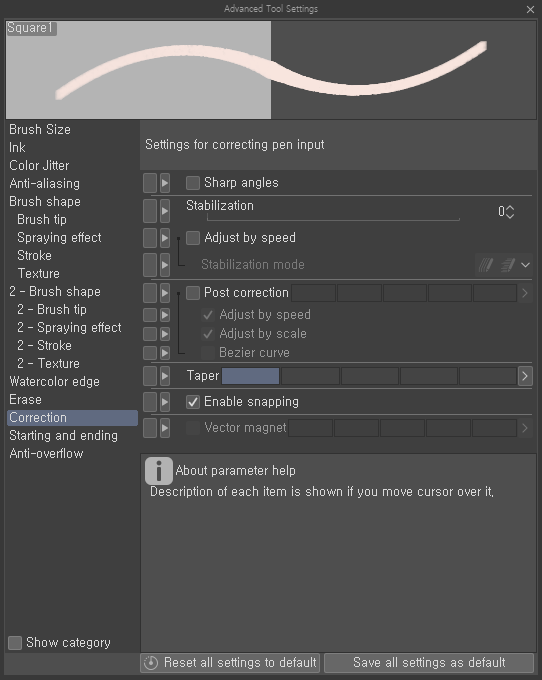 Advanced Tool Settings
Square1
Brush Size
Ink
Color Jitter
Anti-aliasing
Brush shape
Brush tip
Spraying effect
Stroke
Texture
2 - Brush shape
2 - Brush tip
2 - Spraying effect
2 - Stroke
2 - Texture
Watercolor edge
Erase
Correction
Starting and ending
Anti-overflow
Show category
Settings for correcting pen input
Sharp angles
Stabilization 0
Adjust by speed
Stabilization mode
Post correction
Adjust by speed
Adjust by scale
Bezier curve
Taper
Enable snapping
Vector magnet
About parameter help
Description of each item is shown if you move cursor over it.
Reset all settings to default
Save all settings as default